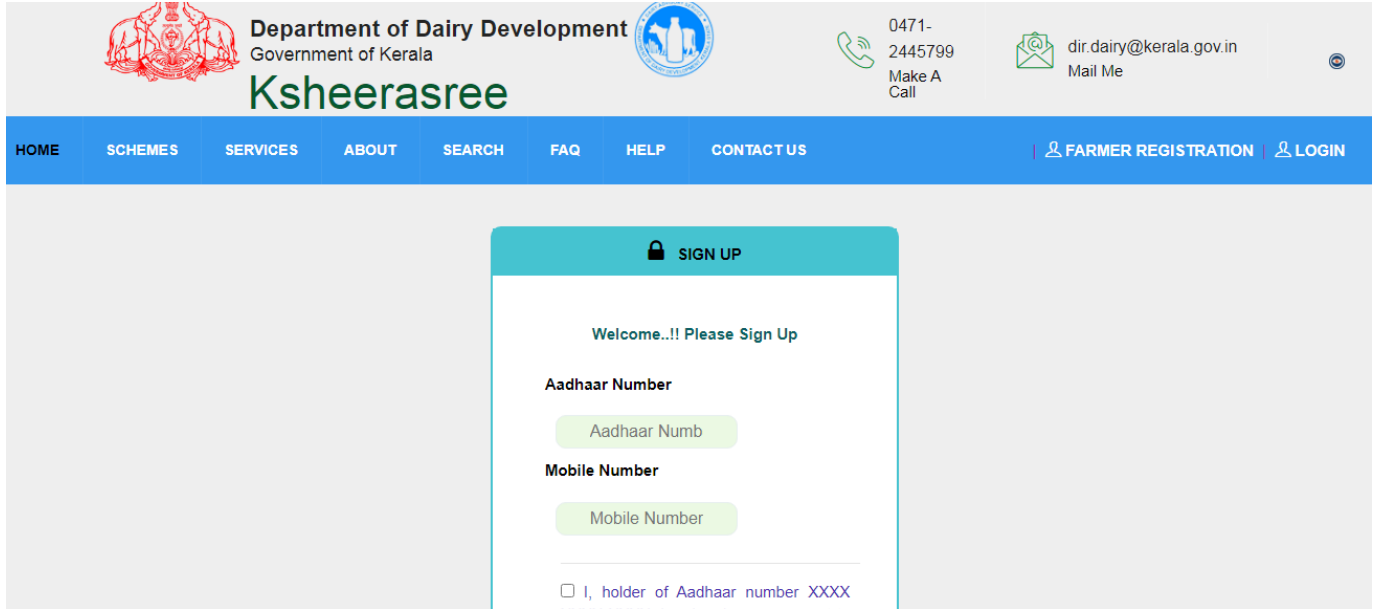 Department of Dairy Development
Government of Kerala
Ksheerasree
0471-
2445799
Make A
Call
dir.dairy@kerala.gov.in
Mail Me
HOME SCHEMES SERVICES ABOUT SEARCH FAQ HELP CONTACT US | FARMER REGISTRATION | LOGIN
SIGN UP
Welcome..!! Please Sign Up
Aadhaar Number
Aadhaar Numb
Mobile Number
Mobile Number
I, holder of Aadhaar number XXXX